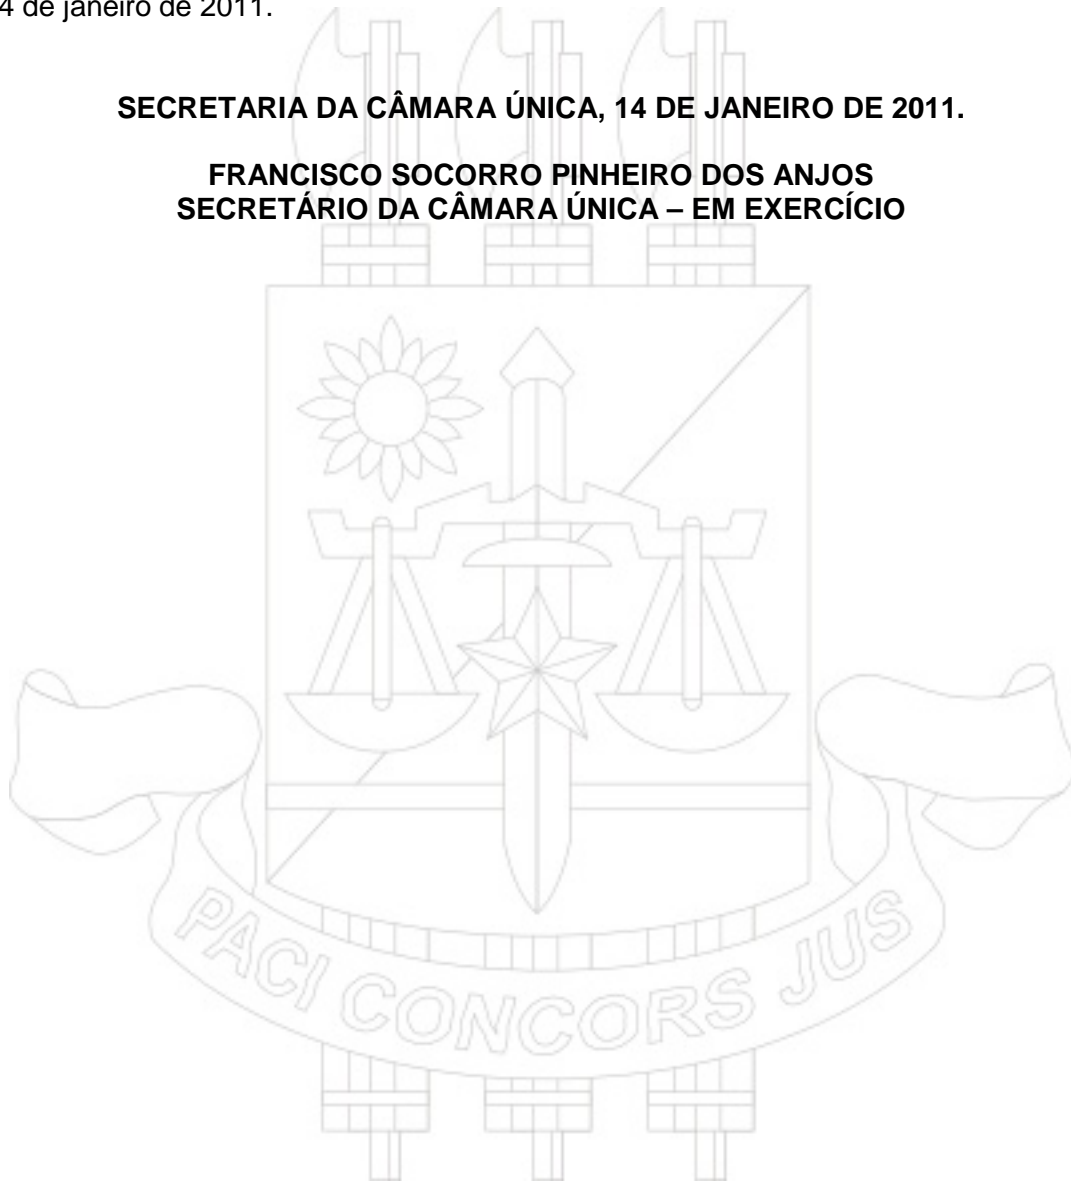 4 de janeiro de 2011.
SECRETARIA DA CÂMARA ÚNICA, 14 DE JANEIRO DE 2011.
FRANCISCO SOCORRO PINHEIRO DOS ANJOS
SECRETÁRIO DA CÂMARA ÚNICA – EM EXERCÍCIO
PACI CONCORS JUS